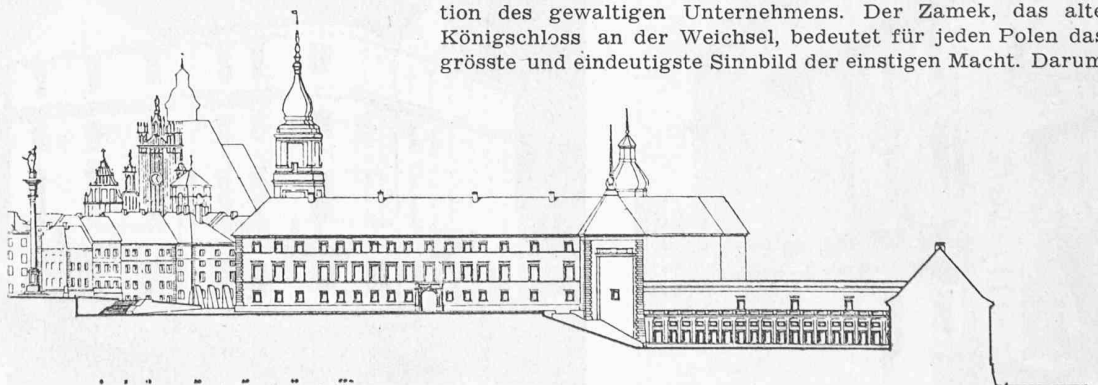 tion des gewaltigen Unternehmens. Der Zamek, das alte
Königschloss an der Weichsel, bedeutet für jeden Polen das
grösste und eindeutigste Sinnbild der einstigen Macht. Darum